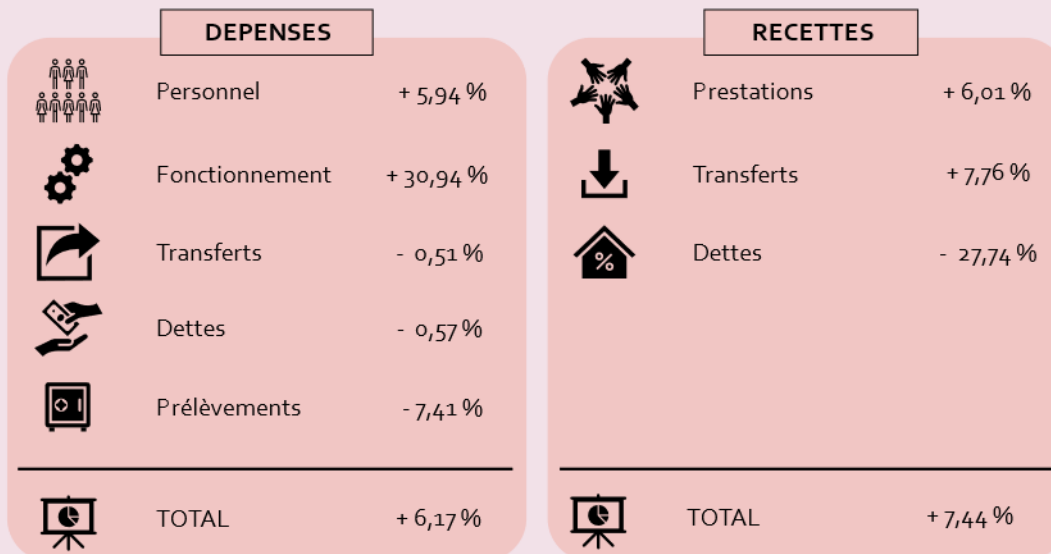 DEPENSES
Personnel + 5,94 %
Fonctionnement + 30,94 %
Transferts - 0,51 %
Dettes - 0,57 %
Prélèvements - 7,41 %
TOTAL + 6,17 %
RECETTES
Prestations + 6,01 %
Transferts + 7,76 %
%
Dettes - 27,74 %
TOTAL + 7,44 %